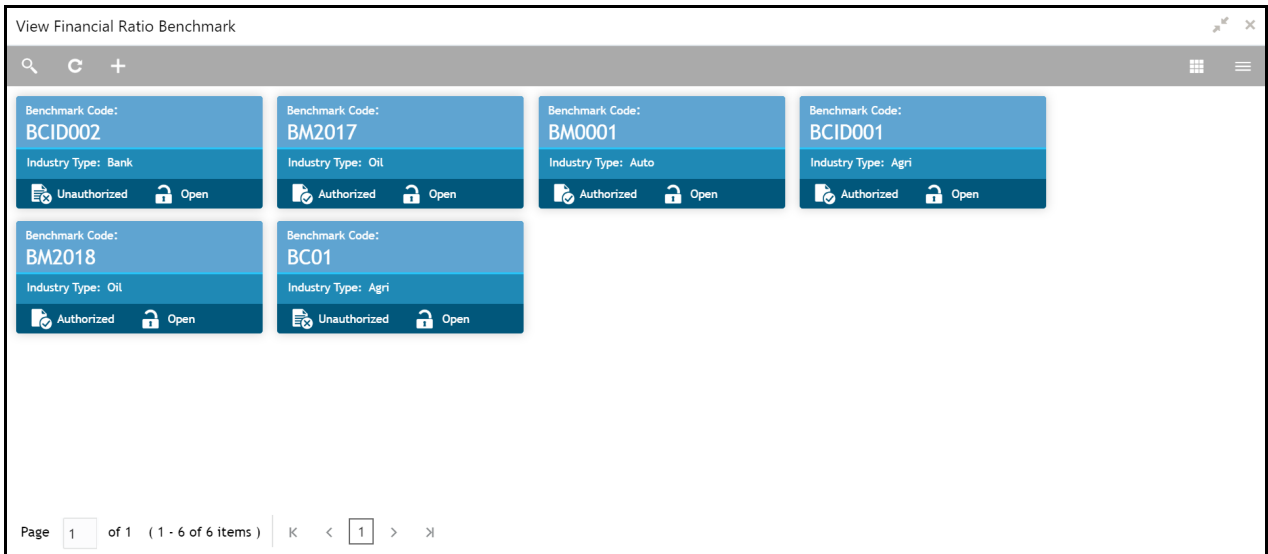 View Financial Ratio Benchmark
Benchmark Code:
BCID002
Industry Type: Bank
Unauthorized Open
Benchmark Code:
BM2017
Industry Type: Oil
Authorized Open
Benchmark Code:
BM0001
Industry Type: Auto
Authorized Open
Benchmark Code:
BCID001
Industry Type: Agri
Authorized Open
Benchmark Code:
BM2018
Industry Type: Oil
Authorized Open
Benchmark Code:
BC01
Industry Type: Agri
Unauthorized Open
Page 1 of 1 ( 1 - 6 of 6 items ) 1